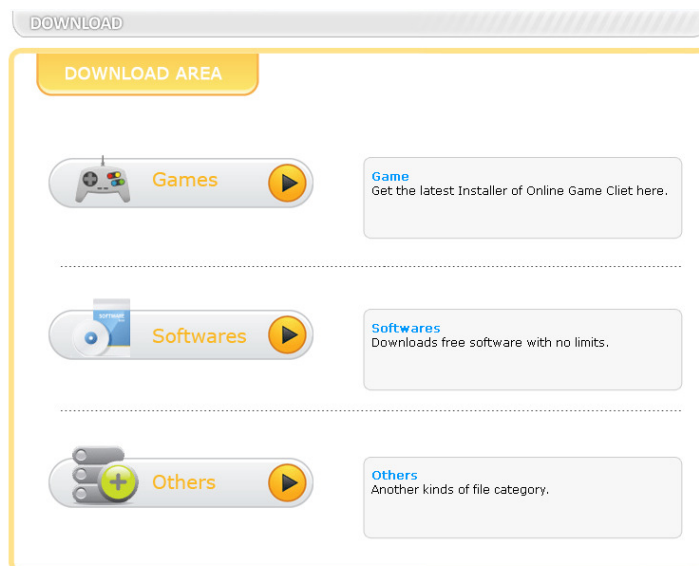 DOWNLOAD
DOWNLOAD AREA
Games
Game
Get the latest Installer of Online Game Cliet here.
SOFTWARE
Softwares
Softwares
Downloads free software with no limits.
Others
Others
Another kinds of file category.